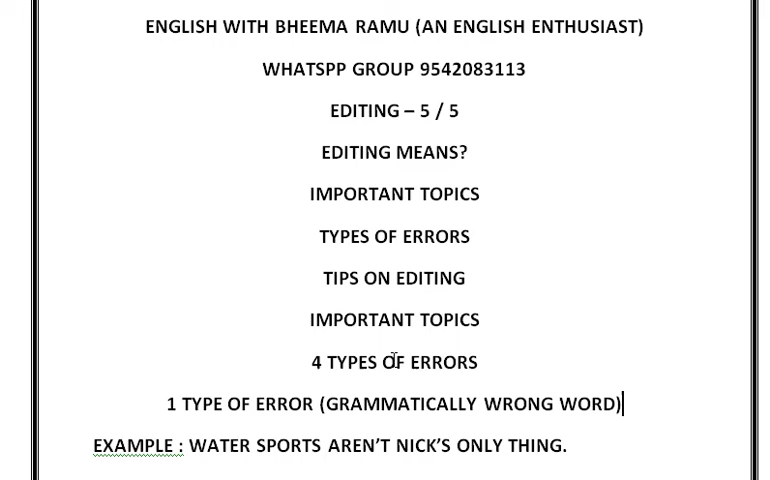 ENGLISH WITH BHEEMA RAMU (AN ENGLISH ENTHUSIAST)
WHATSPP GROUP 9542083113
EDITING – 5 / 5
EDITING MEANS?
IMPORTANT TOPICS
TYPES OF ERRORS
TIPS ON EDITING
IMPORTANT TOPICS
4 TYPES OF ERRORS
1 TYPE OF ERROR (GRAMMATICALLY WRONG WORD)
EXAMPLE : WATER SPORTS AREN’T NICK’S ONLY THING.